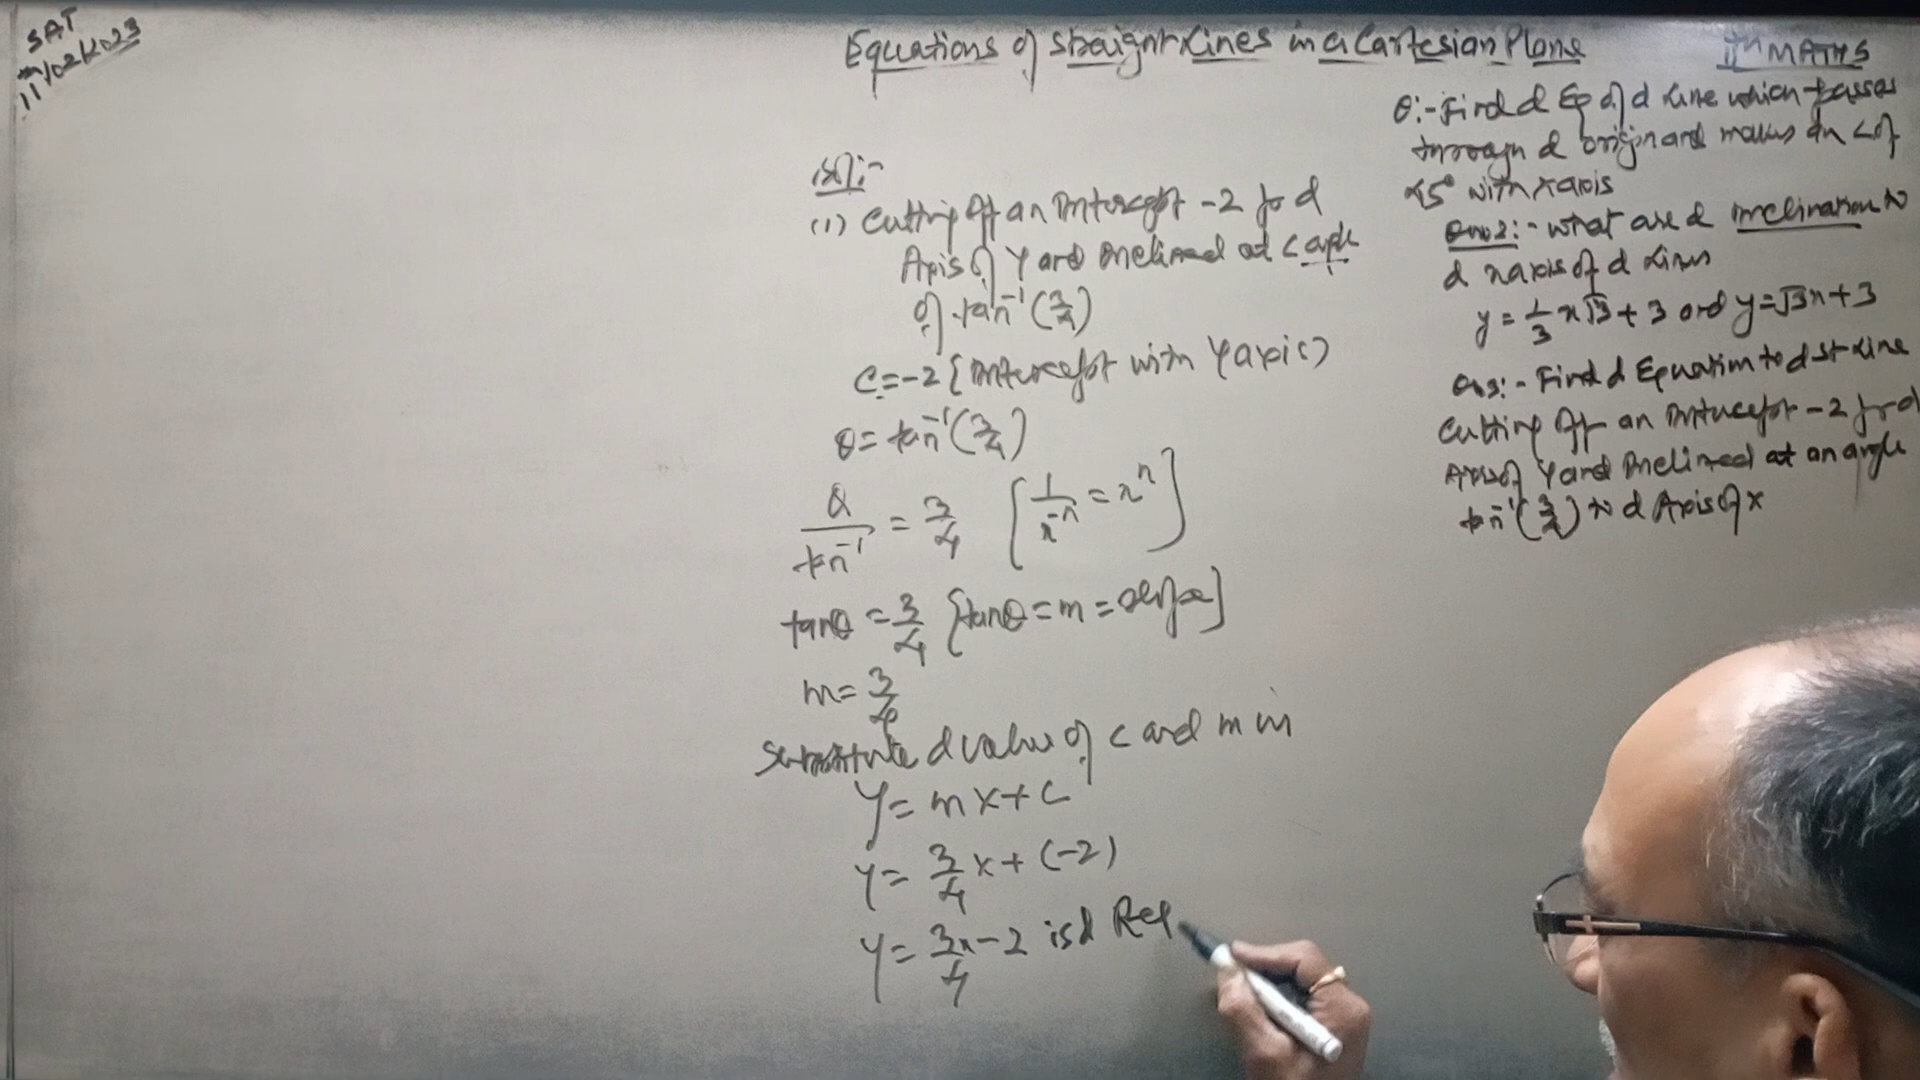 SAT
11/02/2023
Equations of straight Lines in a Cartesian Plane
11th MATHS
Q:- Find d Eq of d Line which passes
through d origin and makes an < of
45° with x axis
Qno2:- What are d inclination to
d x axis of d Lines
y = 1/3 x√3 + 3 and y = √3x + 3
Qn3:- Find d Equation to d st Line
Cutting off an Intercept -2 fr d
Axis of Y and Inclined at an angle
tan⁻¹(3/4) to d Axis of x
Sol:-
(1) Cutting off an Intercept -2 fr d
Axis of Y and Inclined at
of tan⁻¹(3/4)
C = -2 {Intercept with Y axis)
θ = tan⁻¹(3/4)
θ/tan⁻¹ = 3/4 [1/x⁻ⁿ = xⁿ]
tanθ = 3/4 [tanθ = m = slope]
m = 3/4
Substitute d value of c and m in
Y = mx + c
Y = 3/4 x + (-2)
Y = 3x/4 - 2 is d Req